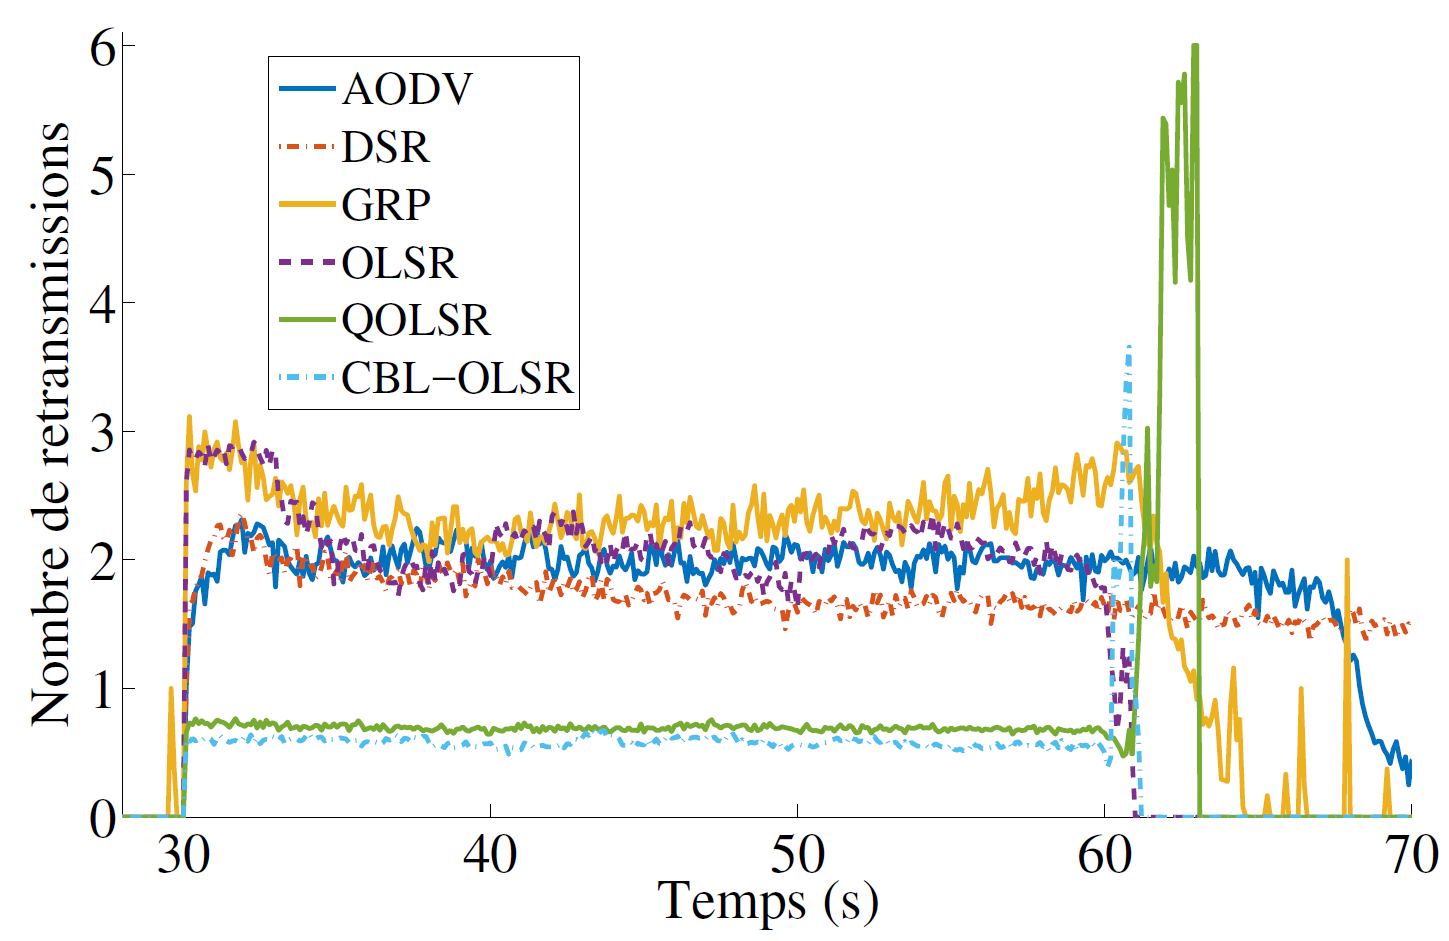 6
5
4
3
2
1
0
Nombre de retransmissions
AODV
DSR
GRP
OLSR
QOLSR
CBL−OLSR
30 40 50 60 70
Temps (s)